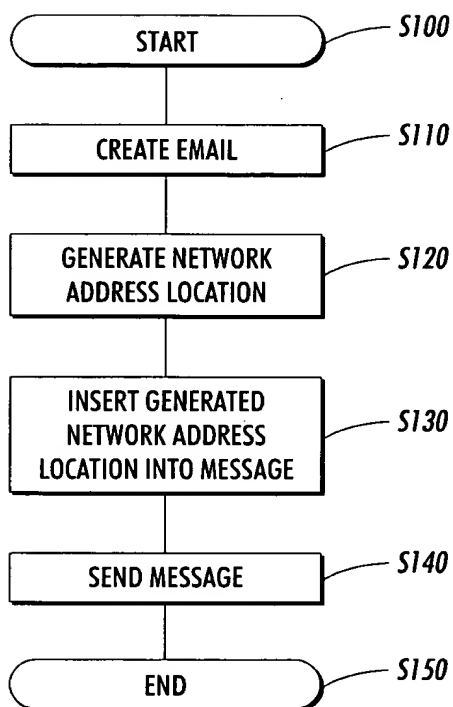 START
S100
CREATE EMAIL
S110
GENERATE NETWORK
ADDRESS LOCATION
S120
INSERT GENERATED
NETWORK ADDRESS
LOCATION INTO MESSAGE
S130
SEND MESSAGE
S140
END
S150